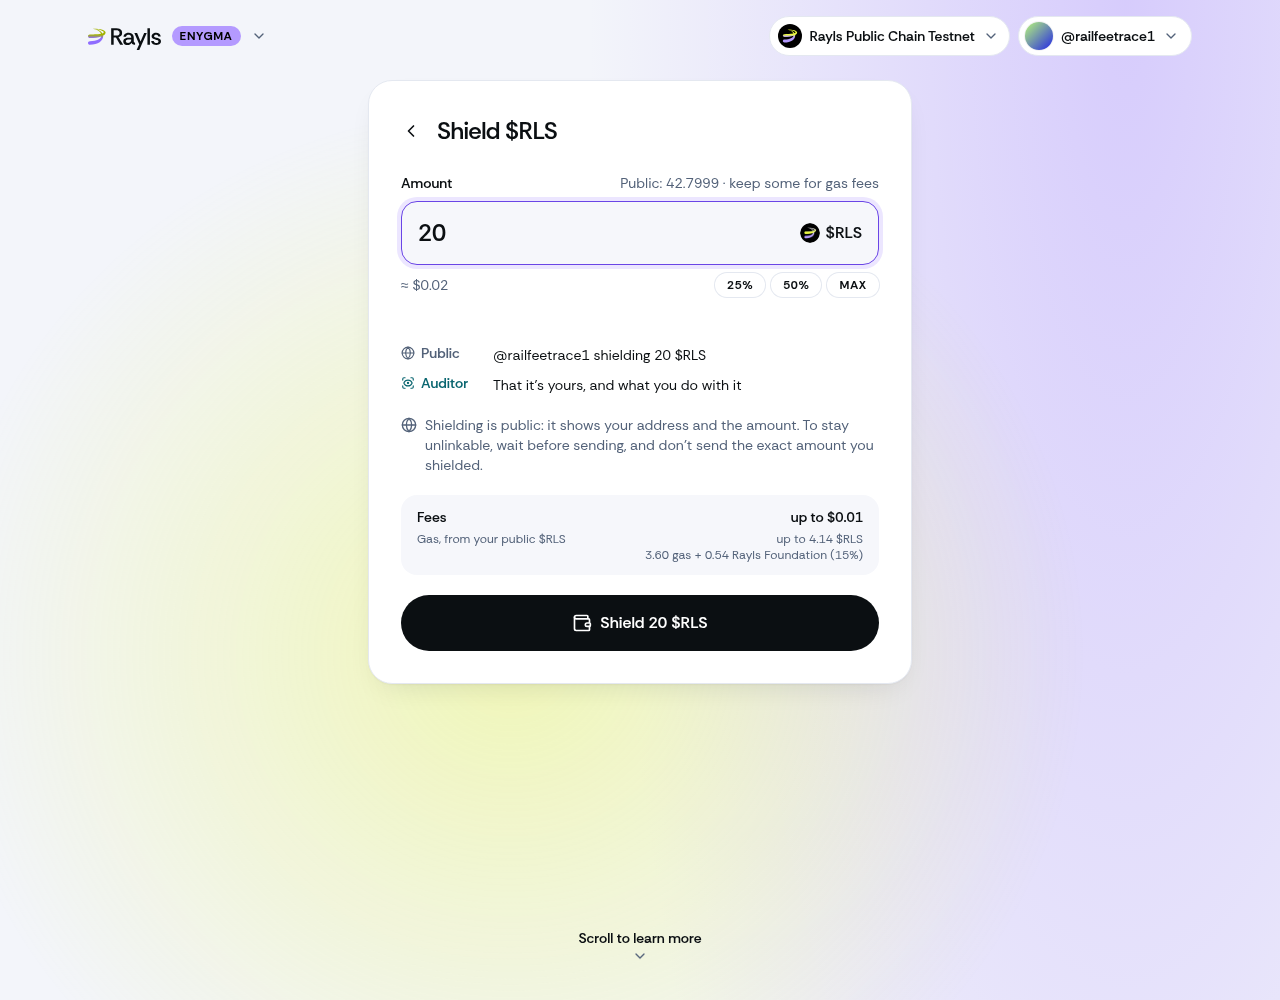 Rayls ENYGMA
Rayls Public Chain Testnet
@railfeetrace1
Shield $RLS
Amount
Public: 42.7999 · keep some for gas fees
20
$RLS
≈ $0.02
25%
50%
MAX
Public
@railfeetrace1 shielding 20 $RLS
Auditor
That it’s yours, and what you do with it
Shielding is public: it shows your address and the amount. To stay
unlinkable, wait before sending, and don’t send the exact amount you
shielded.
Fees
up to $0.01
Gas, from your public $RLS
up to 4.14 $RLS
3.60 gas + 0.54 Rayls Foundation (15%)
Shield 20 $RLS
Scroll to learn more